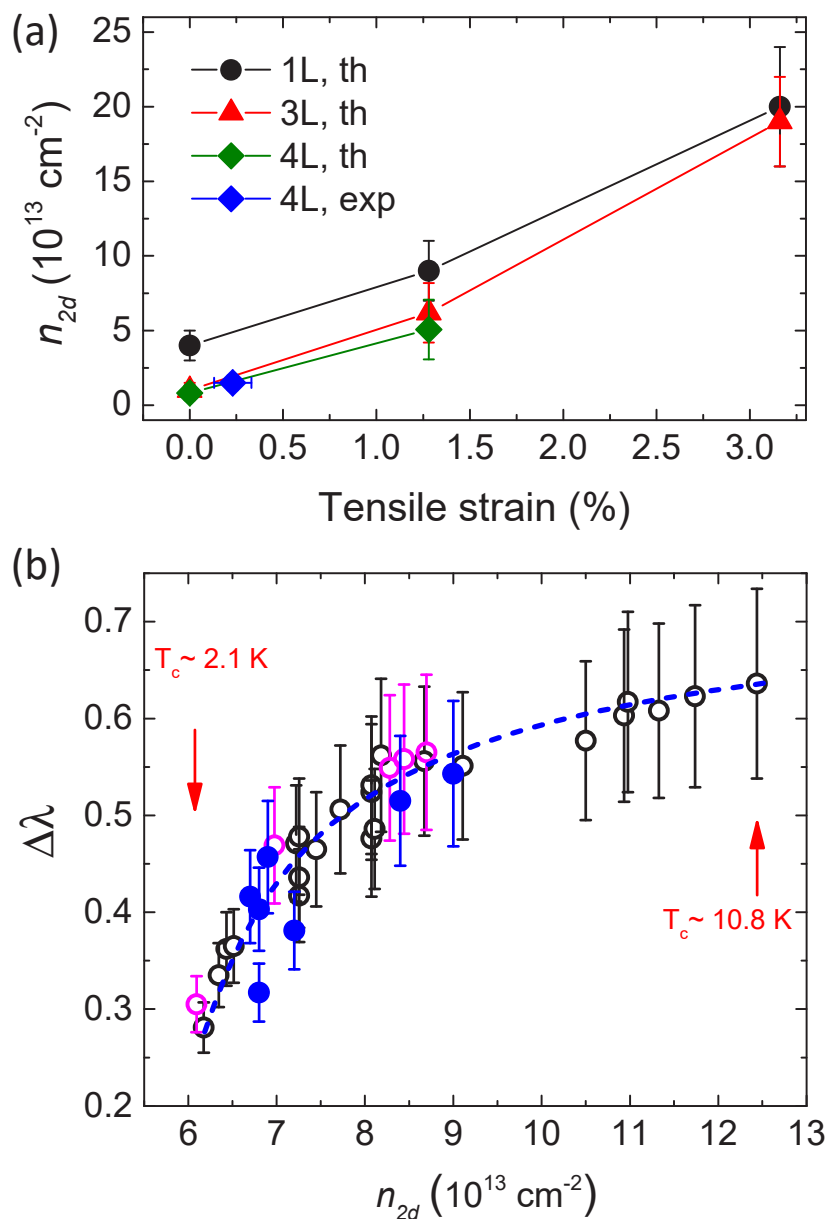 (a)
25
20
15
10
5
0
n2d (10^13 cm^-2)
1L, th
3L, th
4L, th
4L, exp
0.0 0.5 1.0 1.5 2.0 2.5 3.0
Tensile strain (%)
(b)
0.7
0.6
0.5
0.4
0.3
0.2
Δλ
Tc~ 2.1 K
Tc~ 10.8 K
6 7 8 9 10 11 12 13
n2d (10^13 cm^-2)